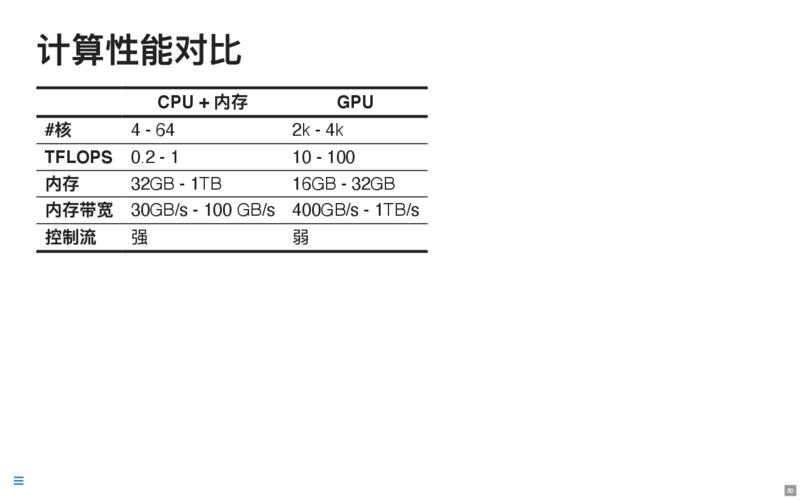 计算性能对比
CPU + 内存 GPU
#核 4 - 64 2k - 4k
TFLOPS 0.2 - 1 10 - 100
内存 32GB - 1TB 16GB - 32GB
内存带宽 30GB/s - 100 GB/s 400GB/s - 1TB/s
控制流 强 弱